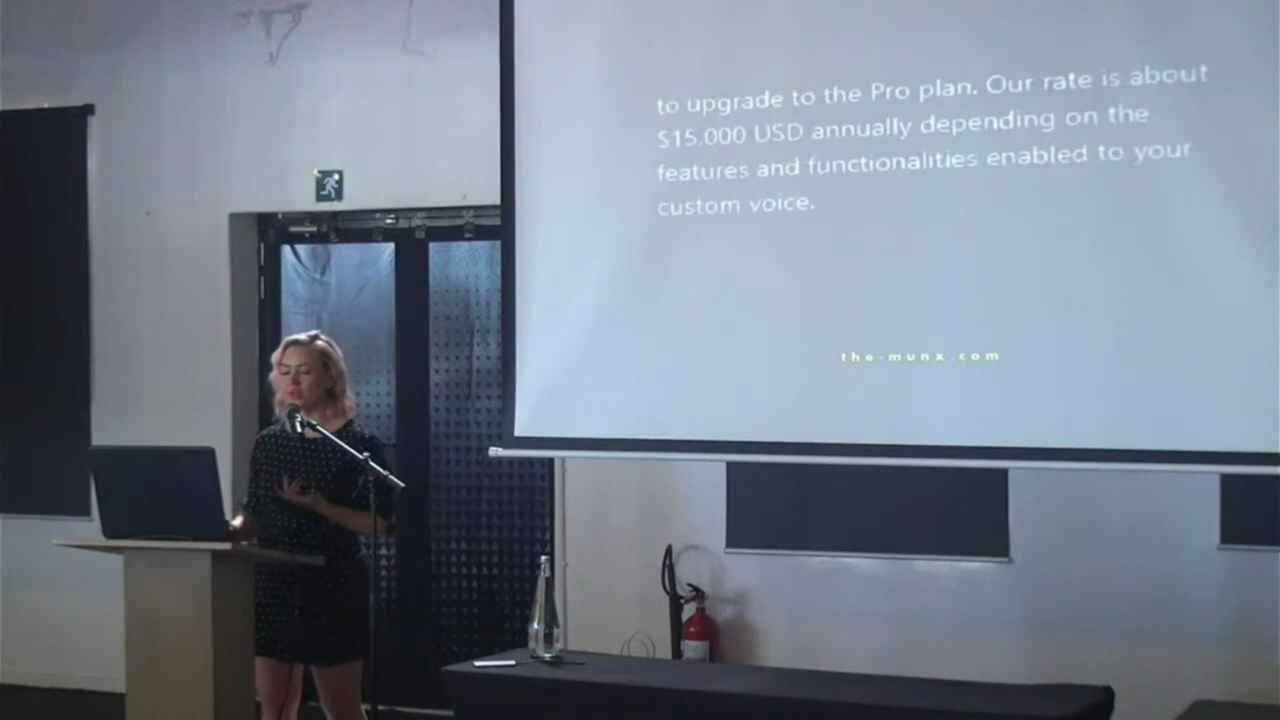 to upgrade to the Pro plan. Our rate is about
$15.000 USD annually depending on the
features and functionalities enabled to your
custom voice.
the-munx.com